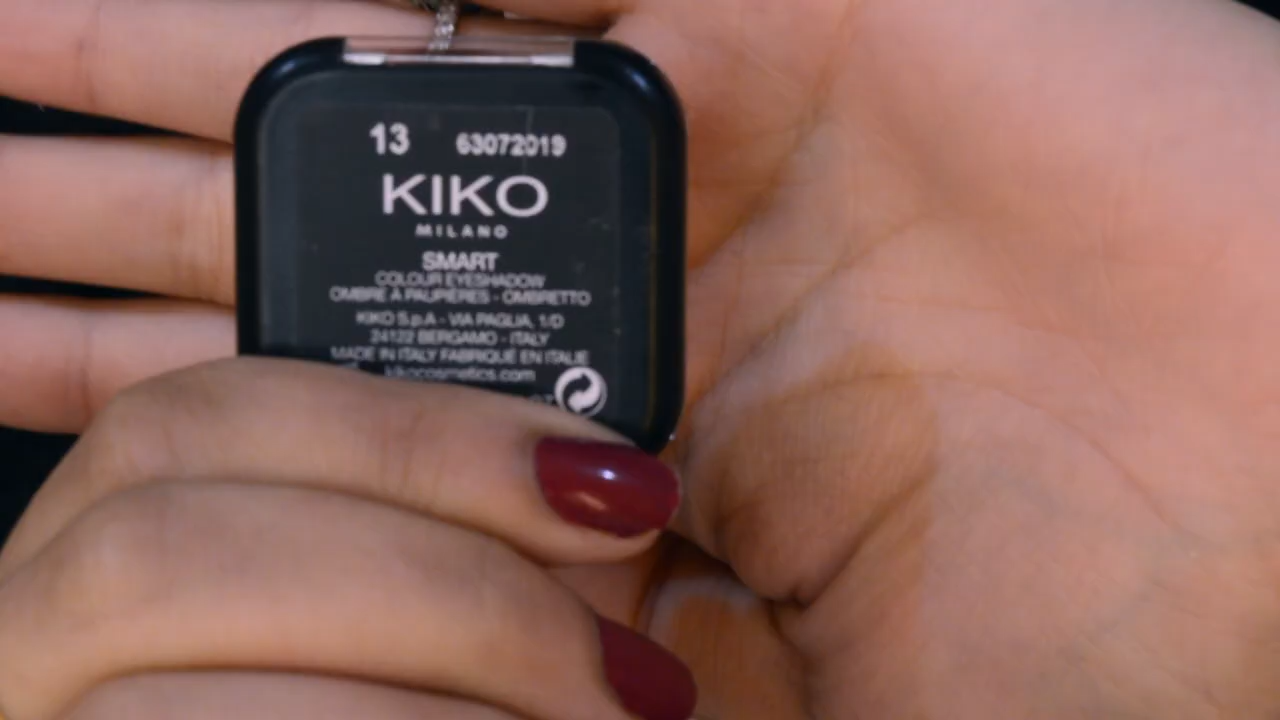 13 63072019
KIKO
MILANO
SMART
COLOUR EYESHADOW
OMBRE À PAUPIÈRES - OMBRETTO
KIKO S.p.A - VIA PAGLIA, 1/D
24122 BERGAMO - ITALY
MADE IN ITALY FABRIQUÉ EN ITALIE
kikocosmetics.com